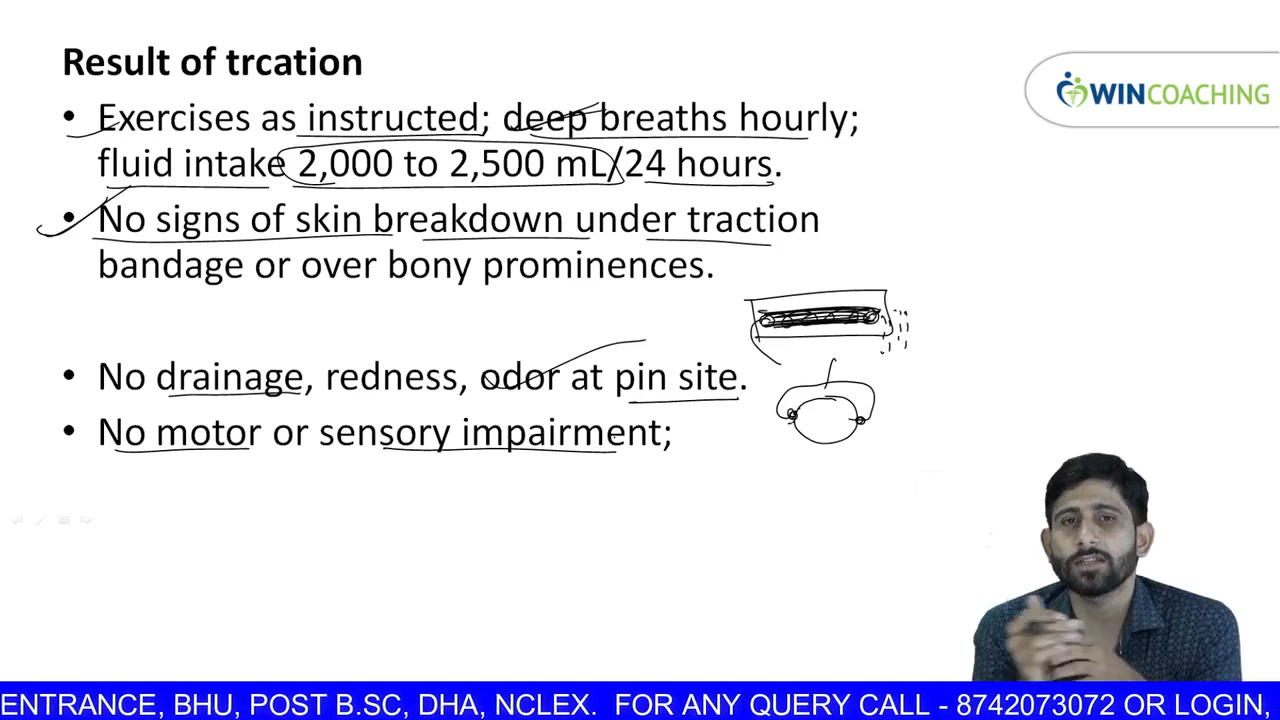 Result of trcation
WINCOACHING
• Exercises as instructed; deep breaths hourly;
fluid intake 2,000 to 2,500 mL/24 hours.
• No signs of skin breakdown under traction
bandage or over bony prominences.
• No drainage, redness, odor at pin site.
• No motor or sensory impairment;
ENTRANCE, BHU, POST B.SC, DHA, NCLEX. FOR ANY QUERY CALL - 8742073072 OR LOGIN,